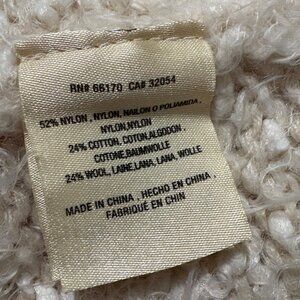 RN# 66170 CA# 32054
52% NYLON , NYLON, NAILON O POLIAMIDA ,
NYLON,NYLON
24% COTTON, COTON,ALGODON ,
COTONE,BAUMWOLLE
24% WOOL, LAINE,LANA, LANA, WOLLE
MADE IN CHINA , HECHO EN CHINA ,
FABRIQUÉ EN CHIN